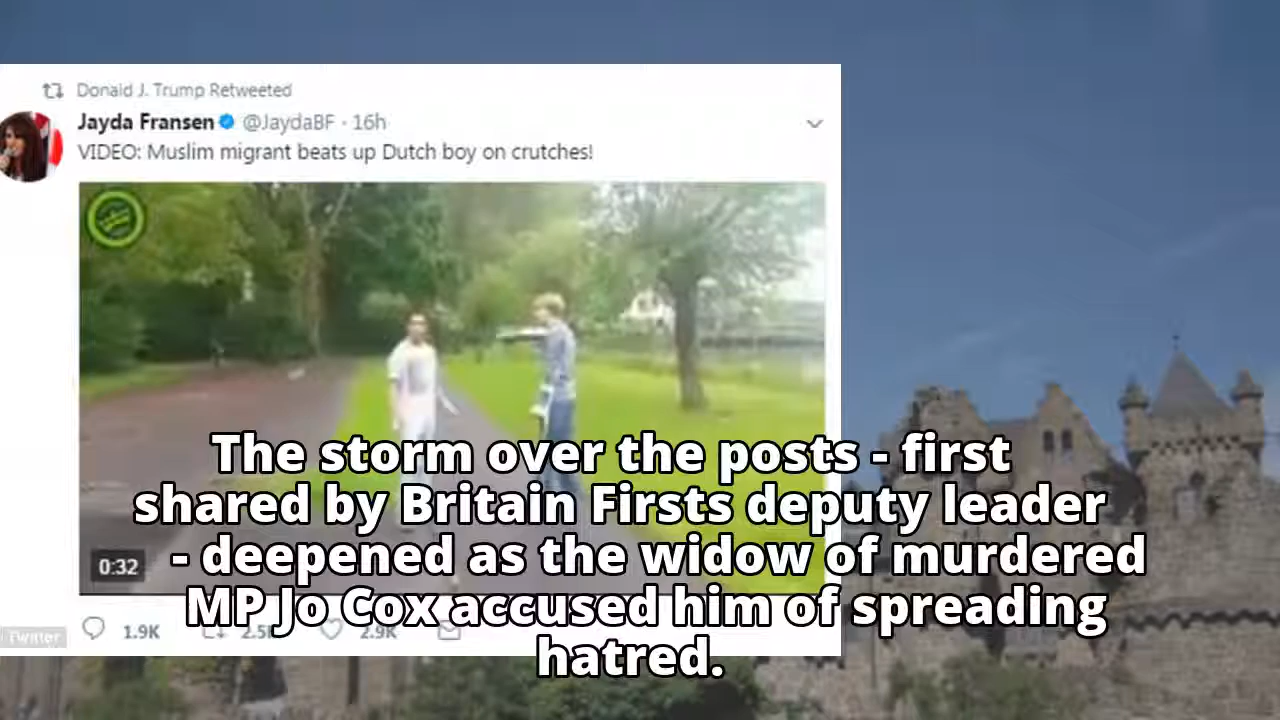 Donald J. Trump Retweeted
Jayda Fransen @JaydaBF · 16h
VIDEO: Muslim migrant beats up Dutch boy on crutches!
The storm over the posts - first
shared by Britain Firsts deputy leader
- deepened as the widow of murdered
0:32
MP Jo Cox accused him of spreading
Twitter
1.9K
2.9K
hatred.